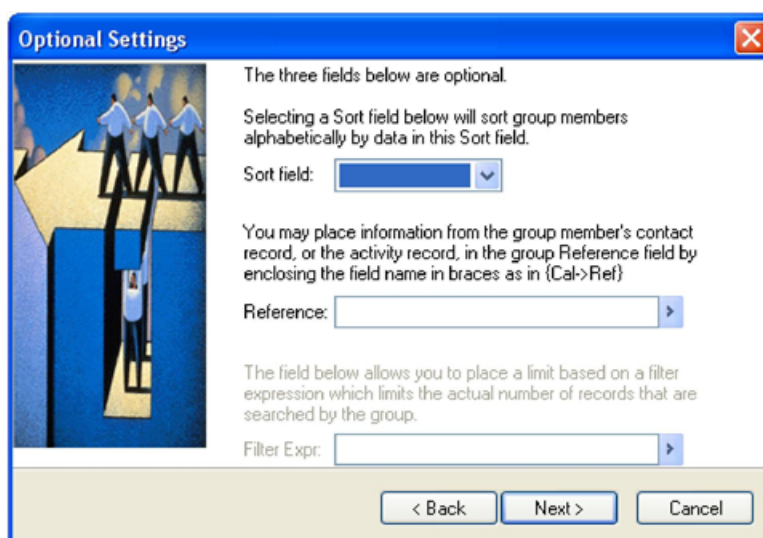 Optional Settings
The three fields below are optional.
Selecting a Sort field below will sort group members
alphabetically by data in this Sort field.
Sort field:
You may place information from the group member's contact
record, or the activity record, in the group Reference field by
enclosing the field name in braces as in {Cal->Ref}
Reference:
The field below allows you to place a limit based on a filter
expression which limits the actual number of records that are
searched by the group.
Filter Expr:
< Back Next > Cancel